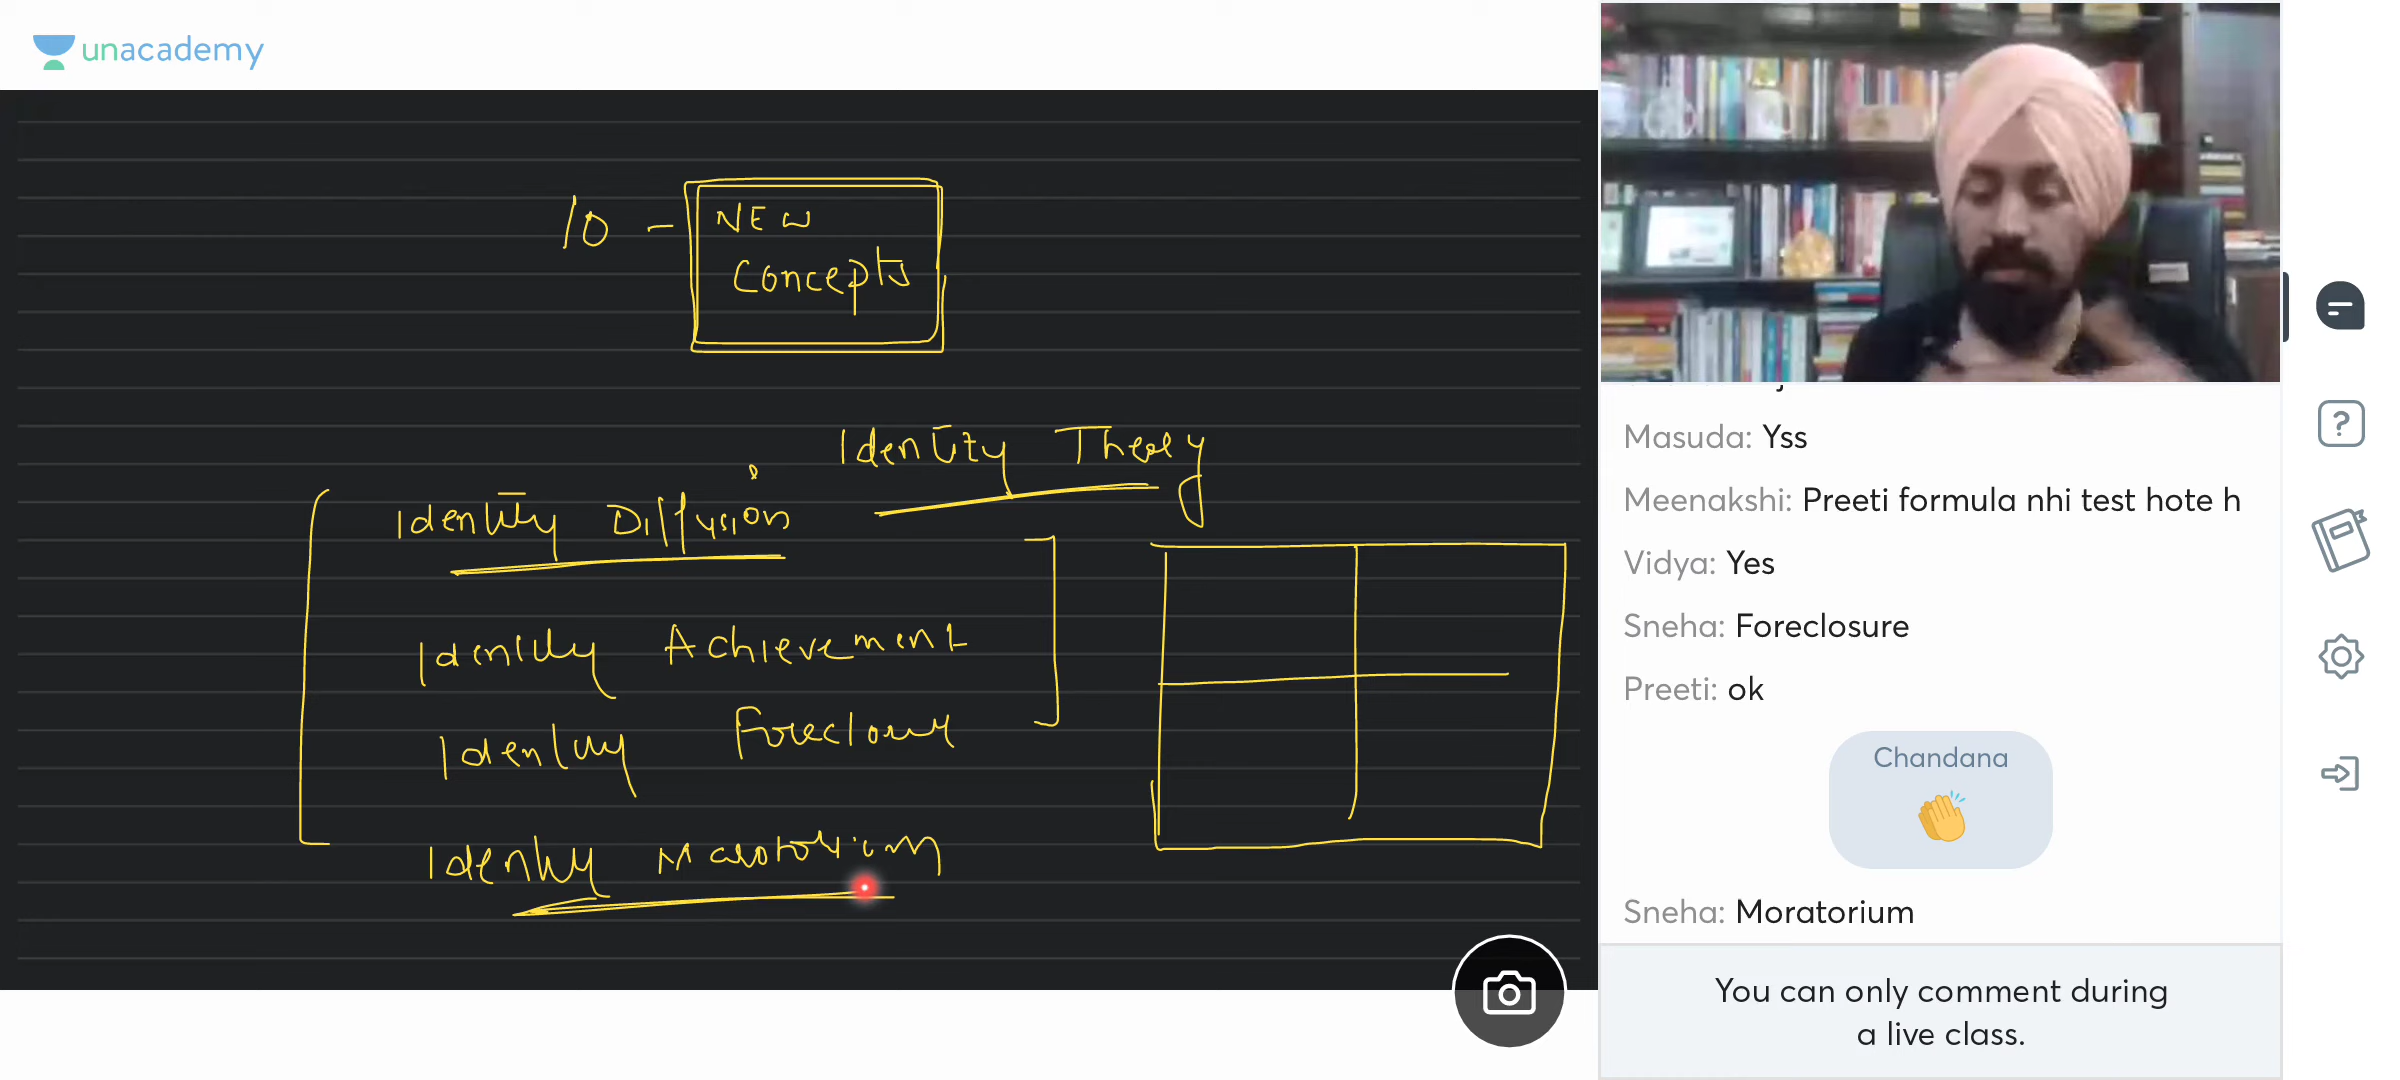 unacademy
10 - NEW
Concepts
Identity Theory
Identity Diffusion
Identity Achievement
Identity Foreclosure
Identity Moratorium
Masuda: Yss
Meenakshi: Preeti formula nhi test hote h
Vidya: Yes
Sneha: Foreclosure
Preeti: ok
Chandana
Sneha: Moratorium
You can only comment during
a live class.